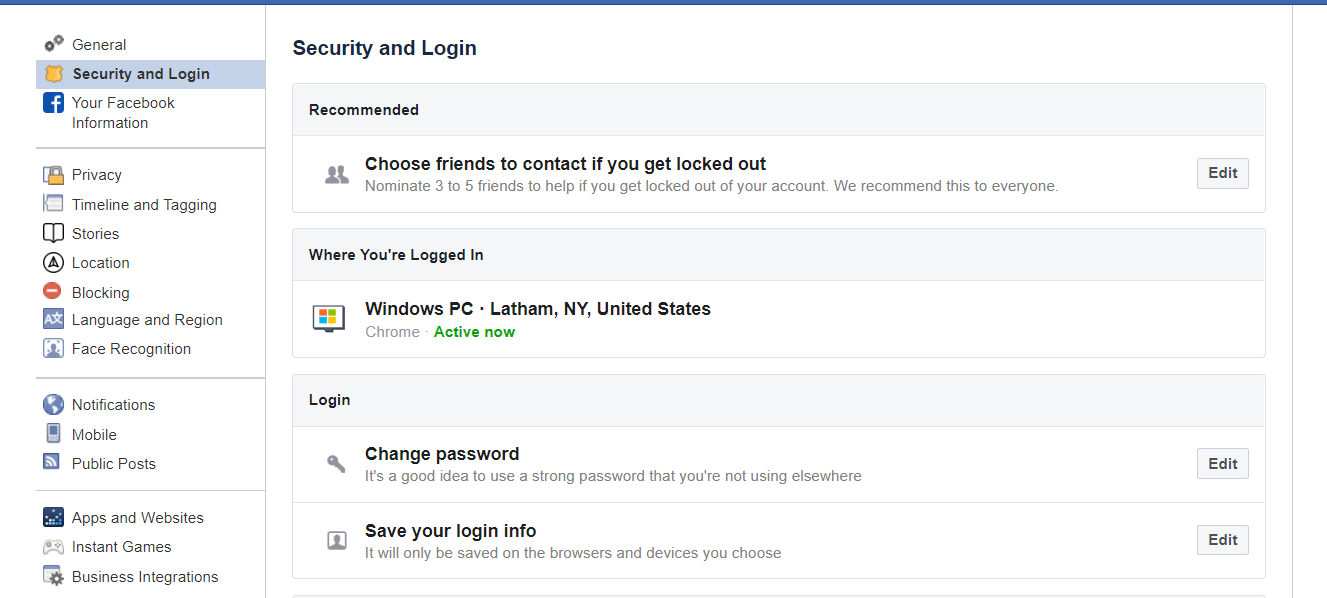 General
Security and Login
Your Facebook
Information
Privacy
Timeline and Tagging
Stories
Location
Blocking
Language and Region
Face Recognition
Notifications
Mobile
Public Posts
Apps and Websites
Instant Games
Business Integrations
Security and Login
Recommended
Choose friends to contact if you get locked out
Nominate 3 to 5 friends to help if you get locked out of your account. We recommend this to everyone.
Edit
Where You're Logged In
Windows PC · Latham, NY, United States
Chrome · Active now
Login
Change password
It's a good idea to use a strong password that you're not using elsewhere
Edit
Save your login info
It will only be saved on the browsers and devices you choose
Edit